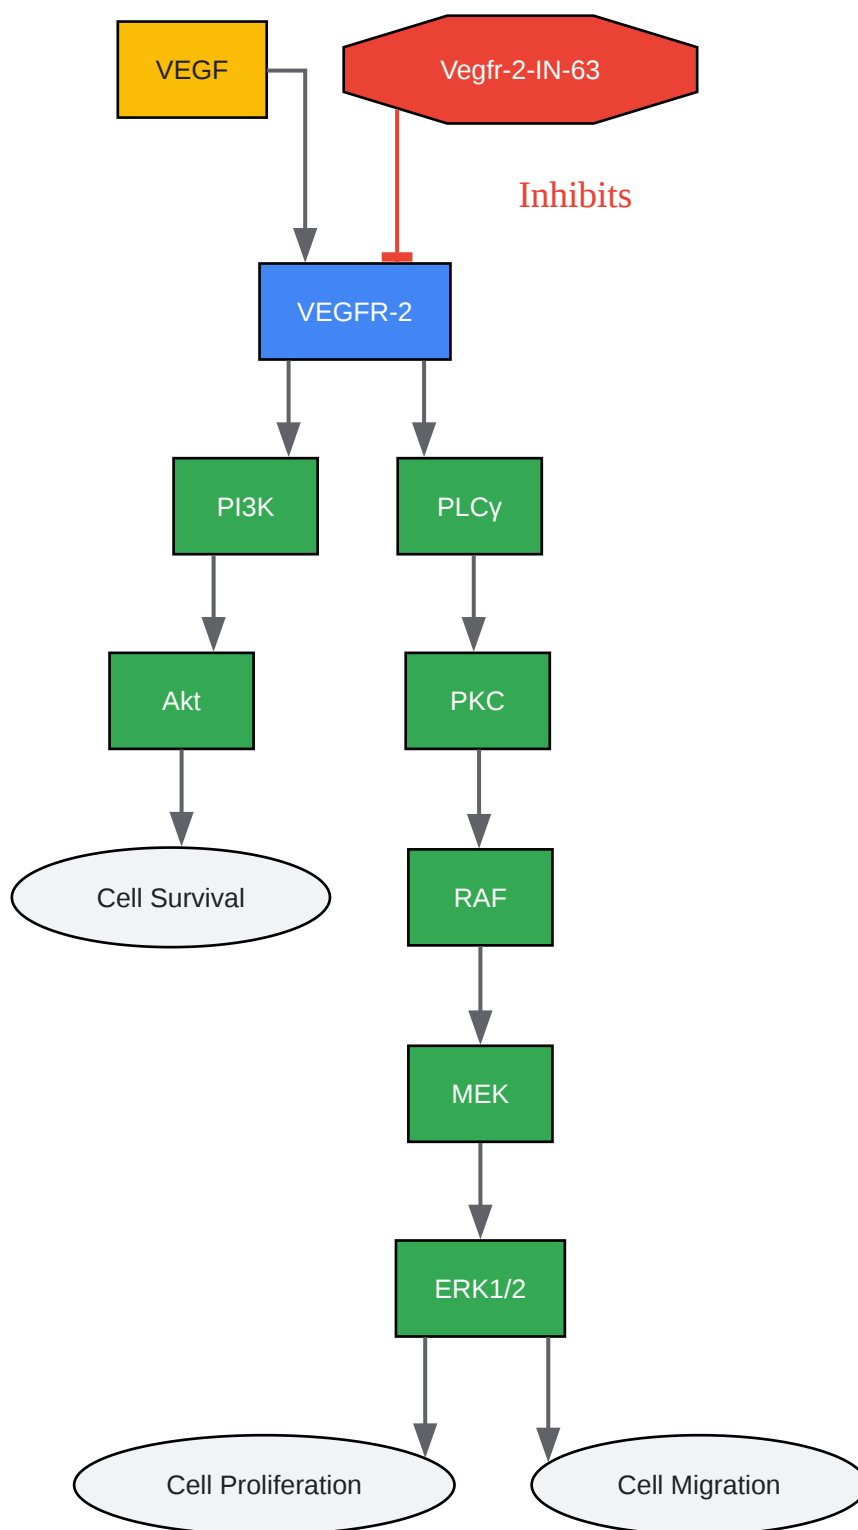 VEGF
Vegfr-2-IN-63
Inhibits
VEGFR-2
PI3K
PLCγ
Akt
PKC
Cell Survival
RAF
MEK
ERK1/2
Cell Proliferation
Cell Migration